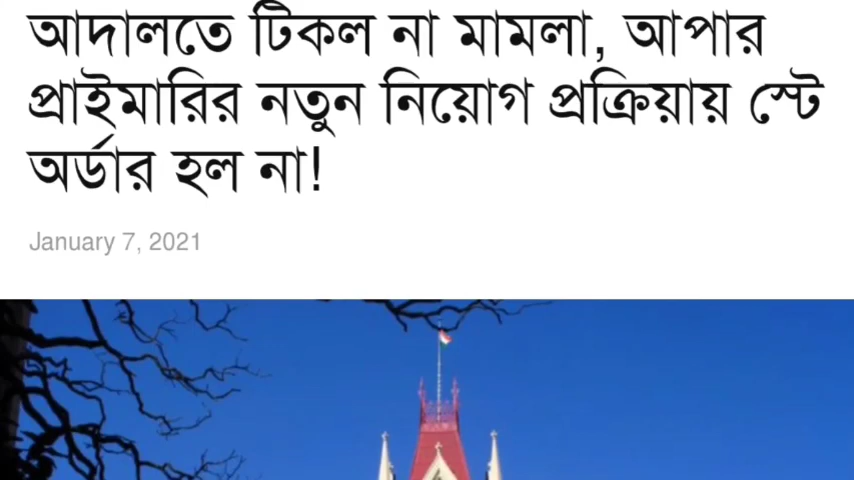 আদালতে টিকল না মামলা, আপার
প্রাইমারির নতুন নিয়োগ প্রক্রিয়ায় স্টে
অর্ডার হল না!
January 7, 2021